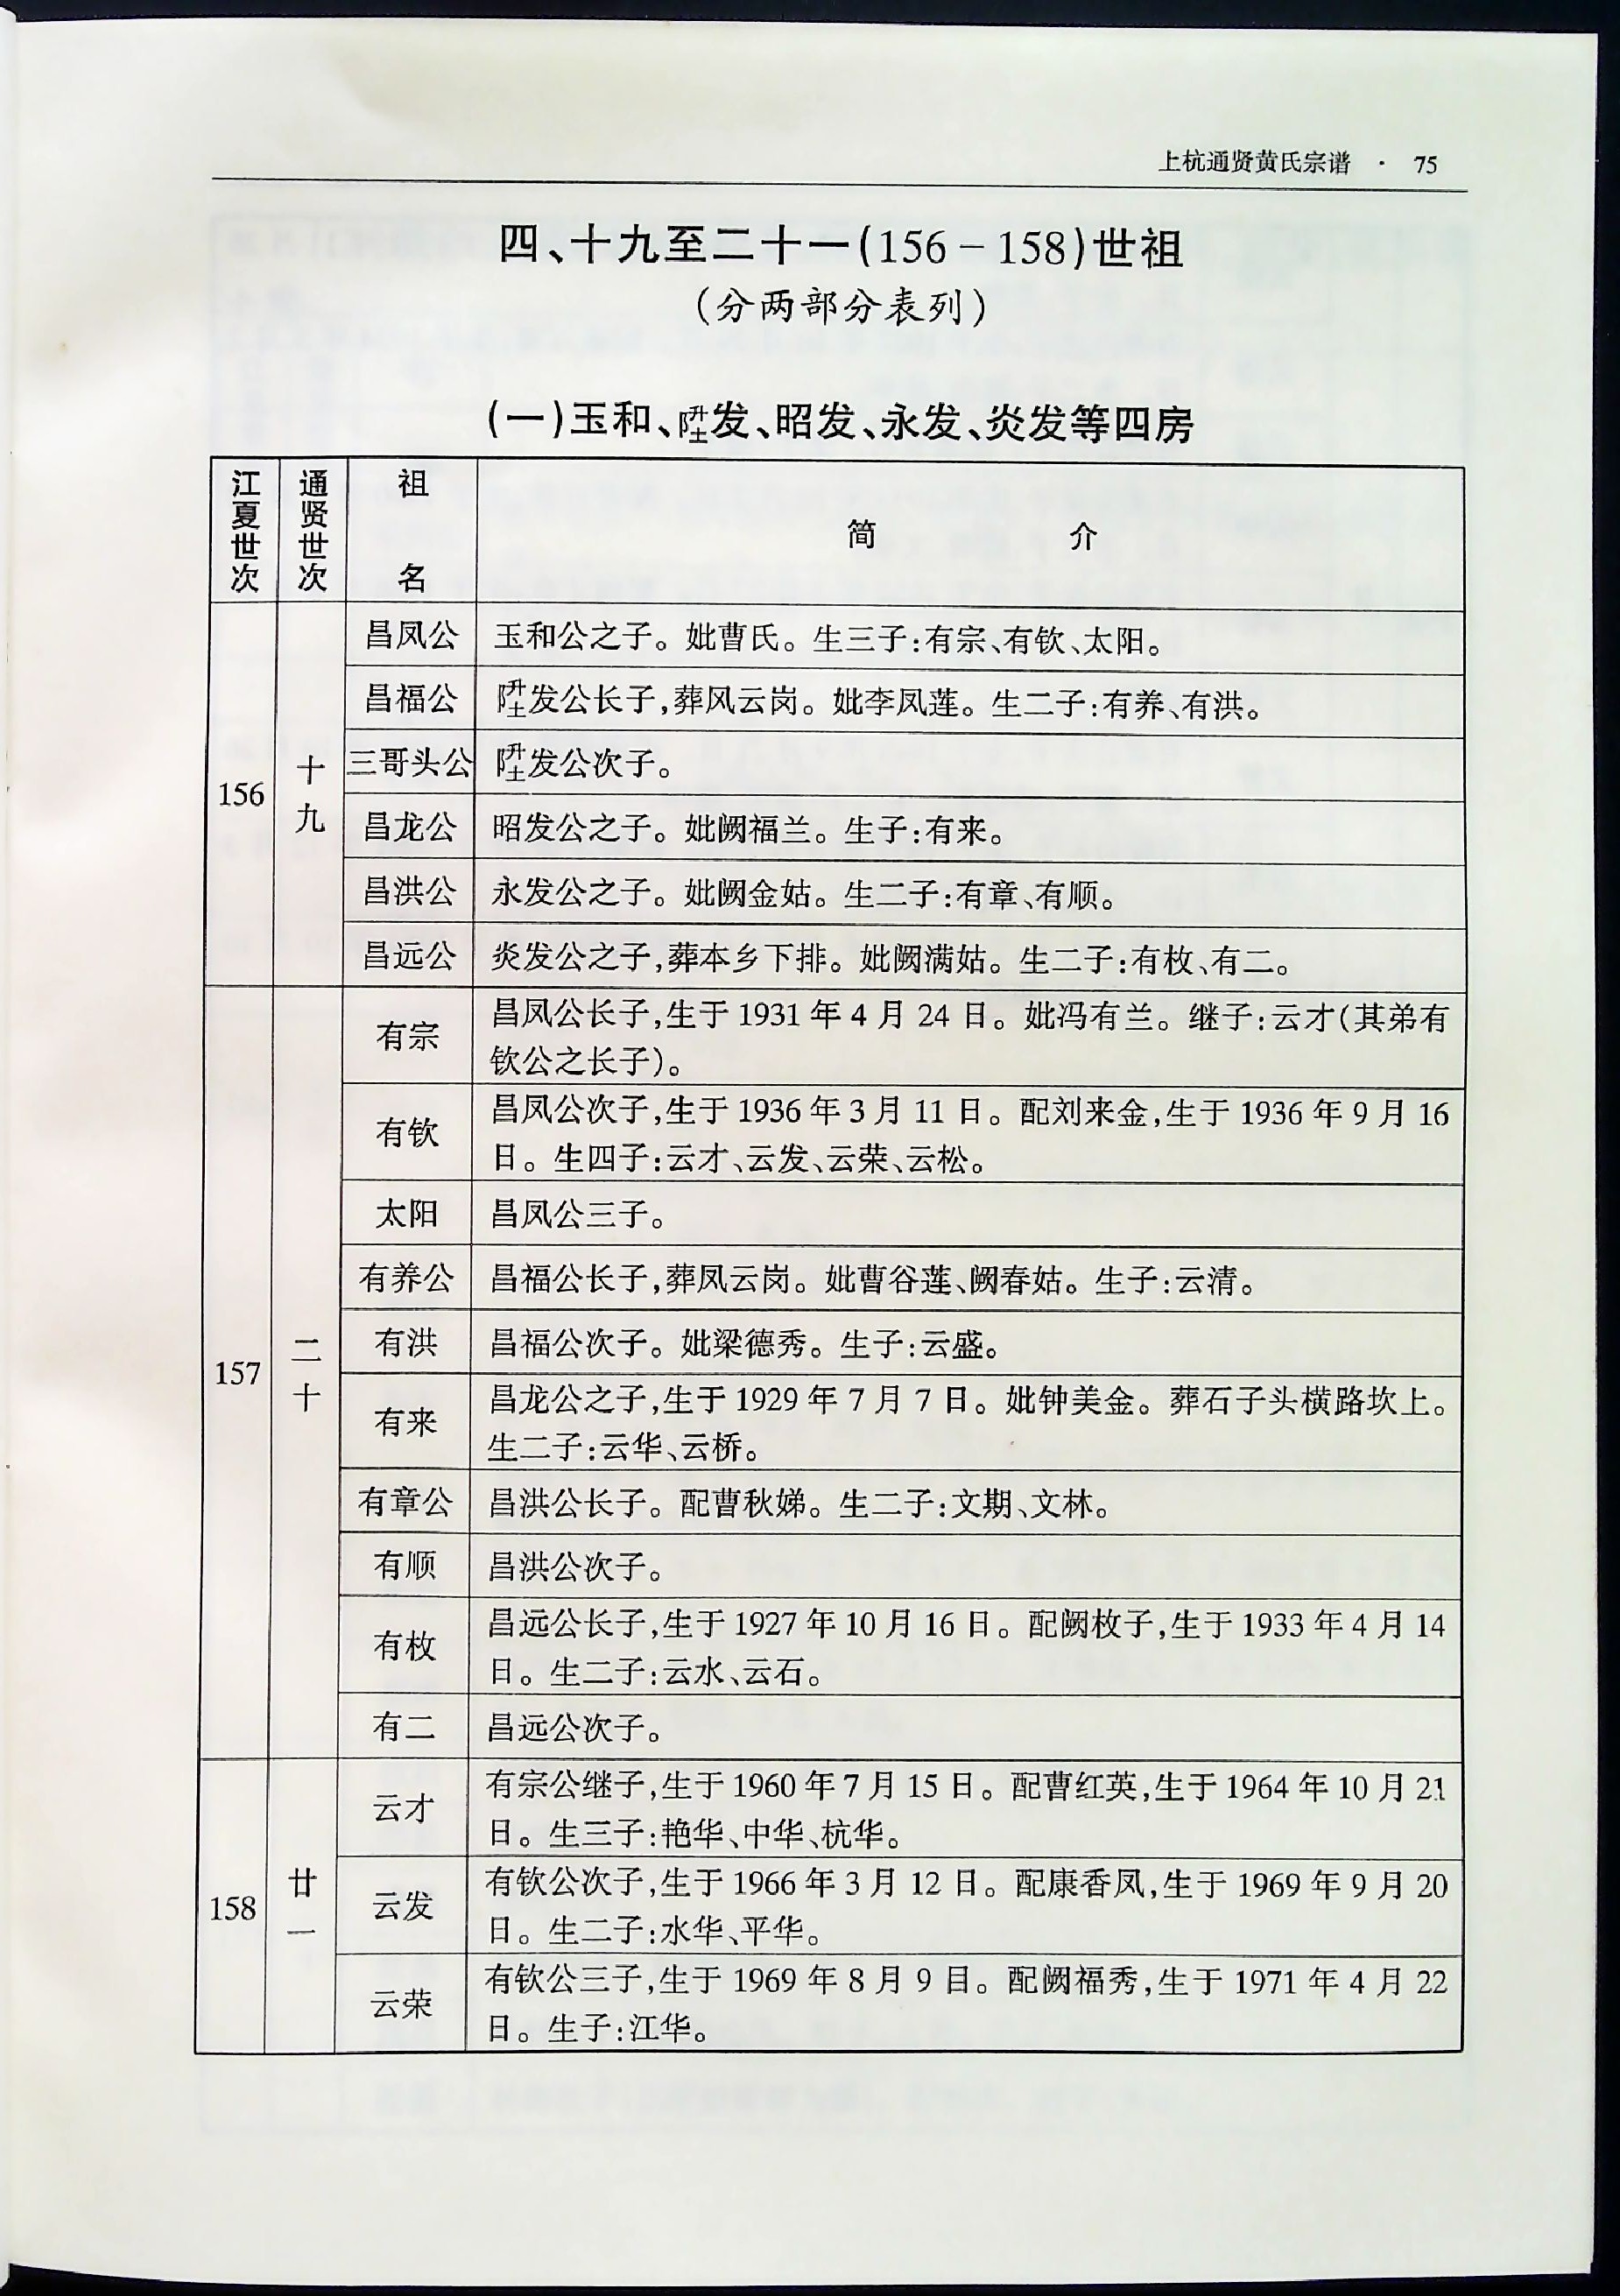 上杭通贤黄氏宗谱 · 75
四、十九至二十一(156-158)世祖
(分两部分表列)
(一)玉和、陞发、昭发、永发、炎发等四房
江夏世次 通贤世次 祖名 简介
156 十九
昌凤公 玉和公之子。妣曹氏。生三子:有宗、有钦、太阳。
昌福公 陞发公长子,葬风云岗。妣李凤莲。生二子:有养、有洪。
三哥头公 陞发公次子。
昌龙公 昭发公之子。妣阙福兰。生子:有来。
昌洪公 永发公之子。妣阙金姑。生二子:有章、有顺。
昌远公 炎发公之子,葬本乡下排。妣阙满姑。生二子:有枚、有二。
157 二十
有宗 昌凤公长子,生于1931年4月24日。妣冯有兰。继子:云才(其弟有
钦公之长子)。
有钦 昌凤公次子,生于1936年3月11日。配刘来金,生于1936年9月16
日。生四子:云才、云发、云荣、云松。
太阳 昌凤公三子。
有养公 昌福公长子,葬凤云岗。妣曹谷莲、阙春姑。生子:云清。
有洪 昌福公次子。妣梁德秀。生子:云盛。
有来 昌龙公之子,生于1929年7月7日。妣钟美金。葬石子头横路坎上。
生二子:云华、云桥。
有章公 昌洪公长子。配曹秋娣。生二子:文期、文林。
有顺 昌洪公次子。
有枚 昌远公长子,生于1927年10月16日。配阙枚子,生于1933年4月14
日。生二子:云水、云石。
有二 昌远公次子。
158 廿一
云才 有宗公继子,生于1960年7月15日。配曹红英,生于1964年10月21
日。生三子:艳华、中华、杭华。
云发 有钦公次子,生于1966年3月12日。配康香凤,生于1969年9月20
日。生二子:水华、平华。
云荣 有钦公三子,生于1969年8月9目。配阙福秀,生于1971年4月22
日。生子:江华。